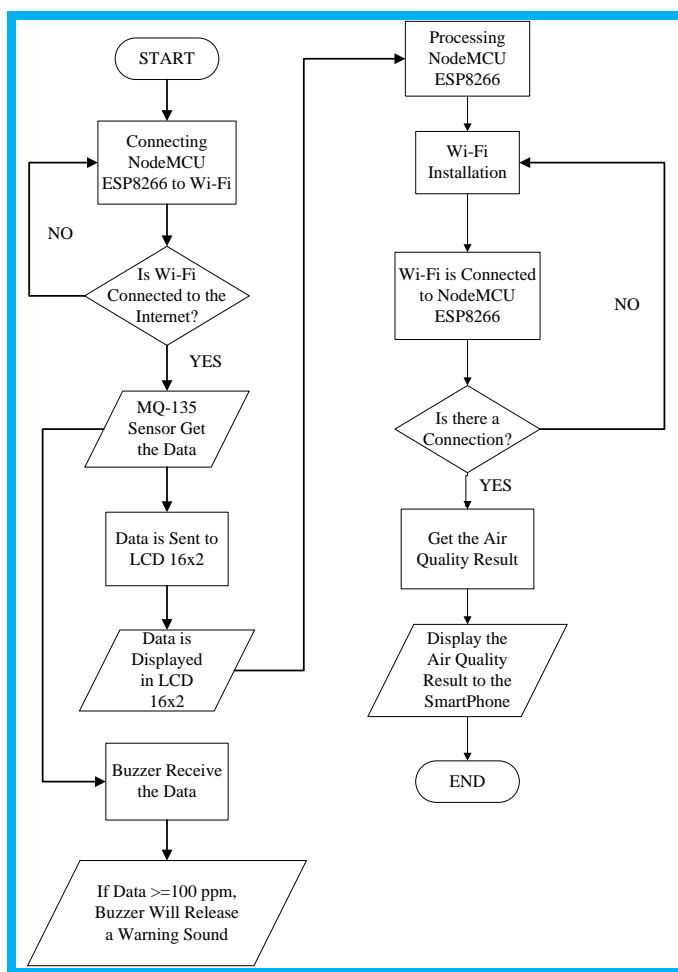 START
Connecting
NodeMCU
ESP8266 to Wi-Fi
NO
Is Wi-Fi
Connected to the
Internet?
YES
MQ-135
Sensor Get
the Data
Data is Sent to
LCD 16x2
Data is
Displayed
in LCD
16x2
Buzzer Receive
the Data
If Data >=100 ppm,
Buzzer Will Release
a Warning Sound
Processing
NodeMCU
ESP8266
Wi-Fi
Installation
Wi-Fi is Connected
to NodeMCU
ESP8266
NO
Is there a
Connection?
YES
Get the Air
Quality Result
Display the
Air Quality
Result to the
SmartPhone
END